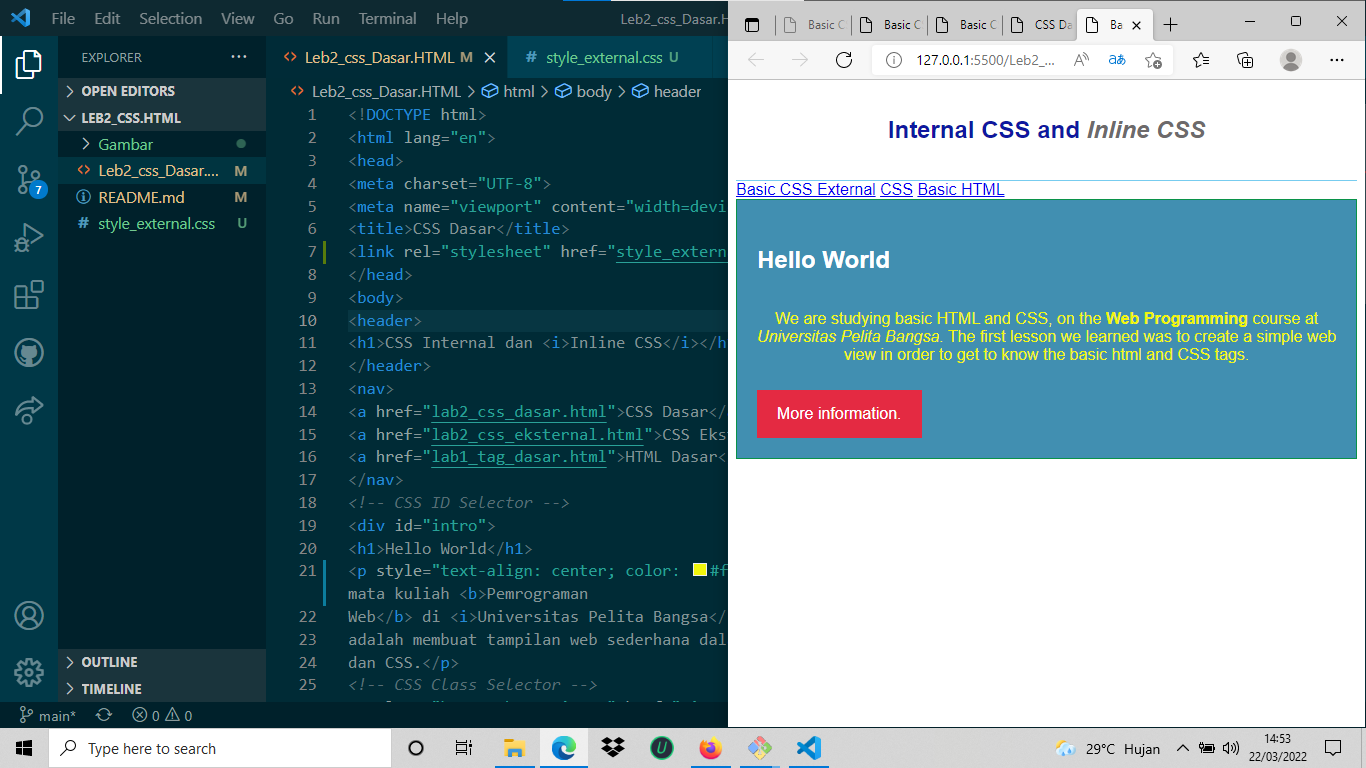 File Edit Selection View Go Run Terminal Help Leb2_css_Dasar.H
EXPLORER ···
OPEN EDITORS
LEB2_CSS.HTML
Gambar
Leb2_css_Dasar.... M
README.md M
style_external.css U
OUTLINE
TIMELINE
7
Leb2_css_Dasar.HTML M
style_external.css U
Leb2_css_Dasar.HTML > html > body > header
1 <!DOCTYPE html>
2 <html lang="en">
3 <head>
4 <meta charset="UTF-8">
5 <meta name="viewport" content="width=devi
6 <title>CSS Dasar</title>
7 <link rel="stylesheet" href="style_extern
8 </head>
9 <body>
10 <header>
11 <h1>CSS Internal dan <i>Inline CSS</i></h
12 </header>
13 <nav>
14 <a href="lab2_css_dasar.html">CSS Dasar</
15 <a href="lab2_css_eksternal.html">CSS Eks
16 <a href="lab1_tag_dasar.html">HTML Dasar<
17 </nav>
18 <!-- CSS ID Selector -->
19 <div id="intro">
20 <h1>Hello World</h1>
21 <p style="text-align: center; color: #f
mata kuliah <b>Pemrograman
22 Web</b> di <i>Universitas Pelita Bangsa</
23 adalah membuat tampilan web sederhana dal
24 dan CSS.</p>
25 <!-- CSS Class Selector -->
main* 0 0
Basic C
Basic C
Basic C
CSS Da
Ba
127.0.0.1:5500/Leb2_...
Internal CSS and Inline CSS
Basic CSS External CSS Basic HTML
Hello World
We are studying basic HTML and CSS, on the Web Programming course at
Universitas Pelita Bangsa. The first lesson we learned was to create a simple web
view in order to get to know the basic html and CSS tags.
More information.
Type here to search
29°C Hujan
14:53
22/03/2022